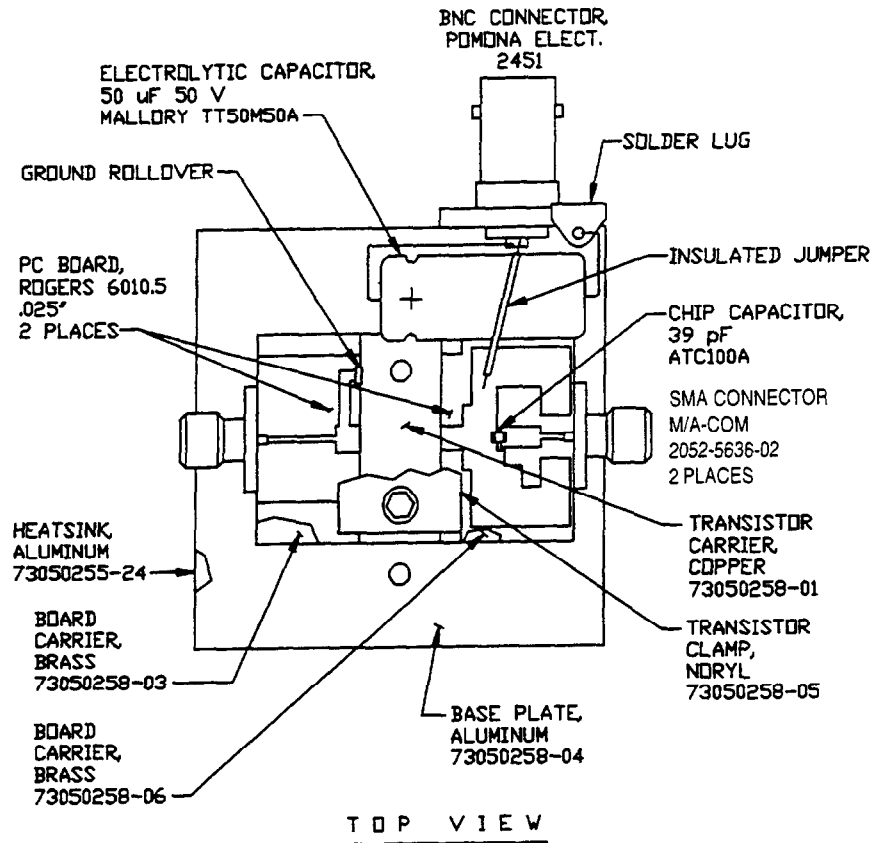 BNC CONNECTOR,
POMONA ELECT.
2451
ELECTROLYTIC CAPACITOR,
50 uF 50 V
MALLORY TT50M50A
SOLDER LUG
GROUND ROLLOVER
INSULATED JUMPER
PC BOARD,
ROGERS 6010.5
.025"
2 PLACES
CHIP CAPACITOR,
39 pF
ATC100A
SMA CONNECTOR
M/A-COM
2052-5636-02
2 PLACES
HEATSINK,
ALUMINUM
73050255-24
TRANSISTOR
CARRIER,
COPPER
73050258-01
BOARD
CARRIER,
BRASS
73050258-03
TRANSISTOR
CLAMP,
NORYL
73050258-05
BASE PLATE,
ALUMINUM
73050258-04
BOARD
CARRIER,
BRASS
73050258-06
TOP VIEW